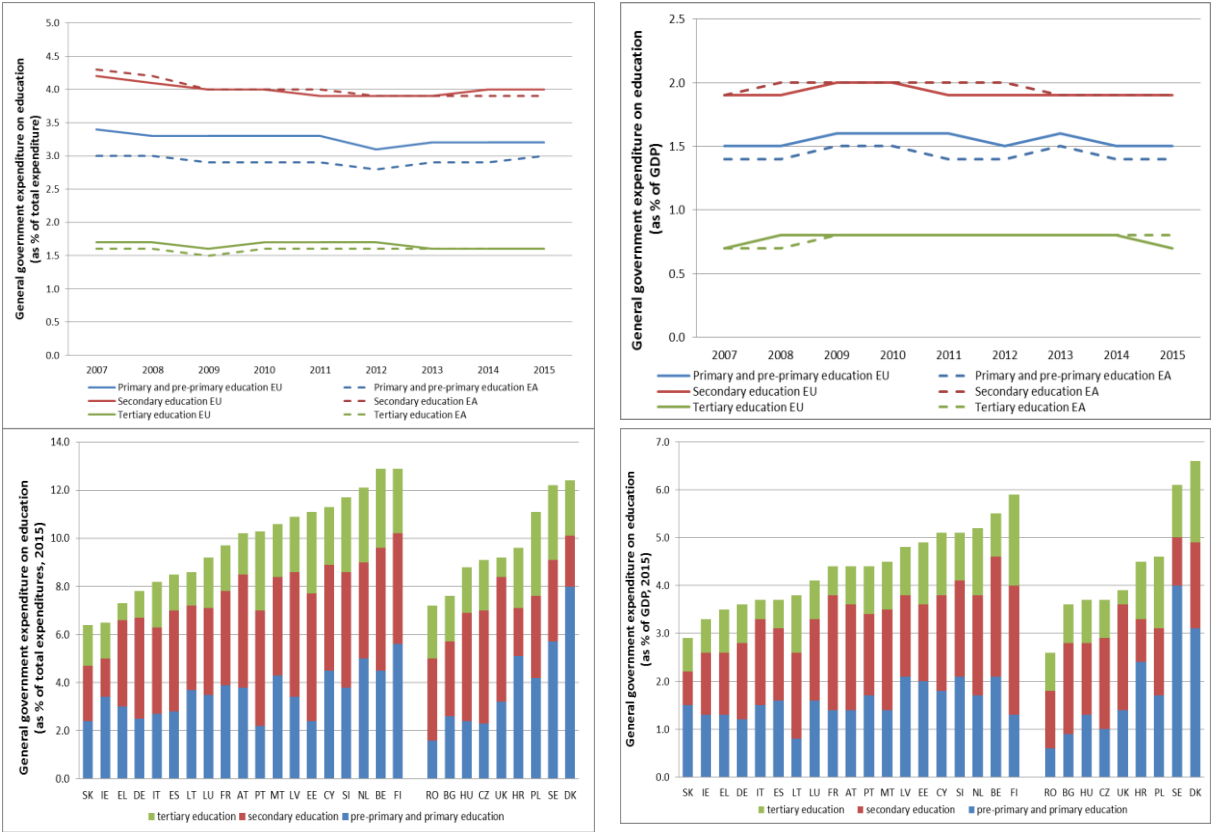 General government expenditure on education
(as % of total expenditure)
5.0
4.5
4.0
3.5
3.0
2.5
2.0
1.5
1.0
0.5
0.0
2007 2008 2009 2010 2011 2012 2013 2014 2015
Primary and pre-primary education EU Primary and pre-primary education EA
Secondary education EU Secondary education EA
Tertiary education EU Tertiary education EA
General government expenditure on education
(as % of GDP)
2.5
2.0
1.5
1.0
0.5
0.0
2007 2008 2009 2010 2011 2012 2013 2014 2015
Primary and pre-primary education EU Primary and pre-primary education EA
Secondary education EU Secondary education EA
Tertiary education EU Tertiary education EA
General government expenditure on education
(as % of total expenditures, 2015)
14.0
12.0
10.0
8.0
6.0
4.0
2.0
0.0
SK IE EL DE IT ES LT LU FR AT PT MT LV EE CY SI NL BE FI RO BG HU CZ UK HR PL SE DK
tertiary education secondary education pre-primary and primary education
General government expenditure on education
(as % of GDP, 2015)
7.0
6.0
5.0
4.0
3.0
2.0
1.0
0.0
SK IE EL DE IT ES LT LU FR AT PT MT LV EE CY SI NL BE FI RO BG HU CZ UK HR PL SE DK
tertiary education secondary education pre-primary and primary education